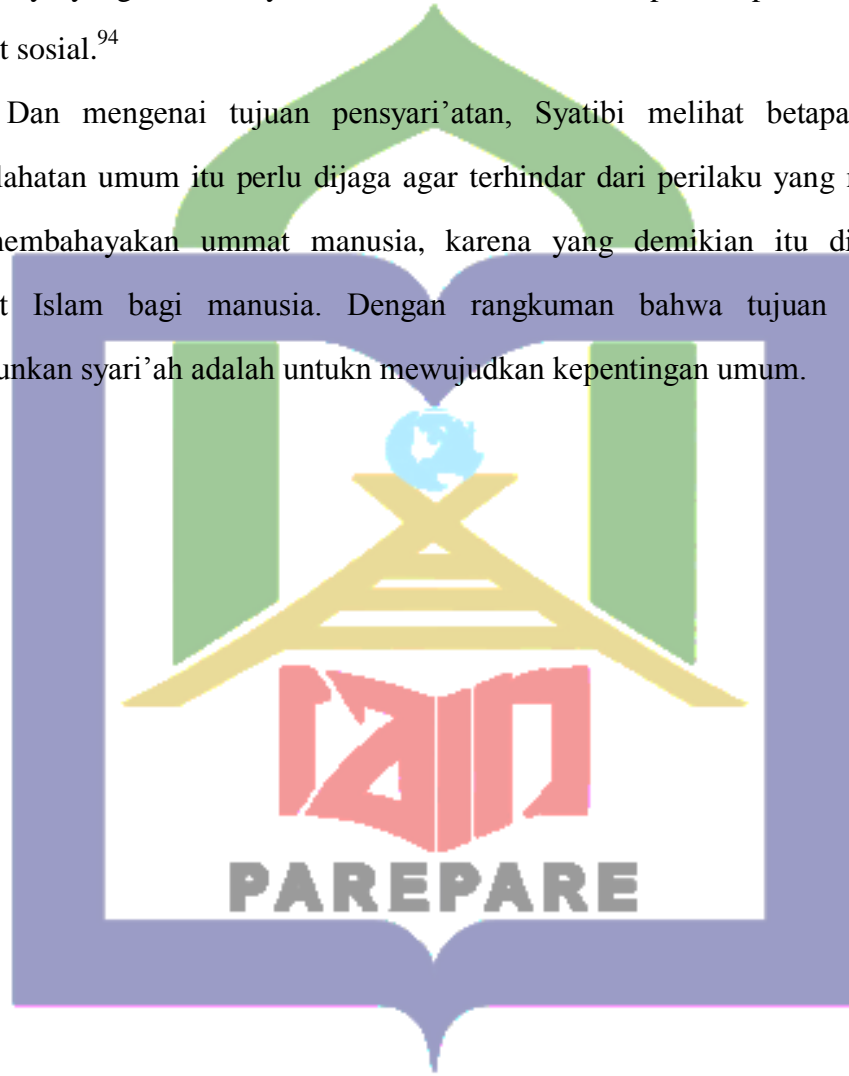 t sosial.94
Dan mengenai tujuan pensyari’atan, Syatibi melihat betapa
lahatan umum itu perlu dijaga agar terhindar dari perilaku yang
embahayakan ummat manusia, karena yang demikian itu di
t Islam bagi manusia. Dengan rangkuman bahwa tujuan
unkan syari’ah adalah untukn mewujudkan kepentingan umum.
iain
PAREPARE